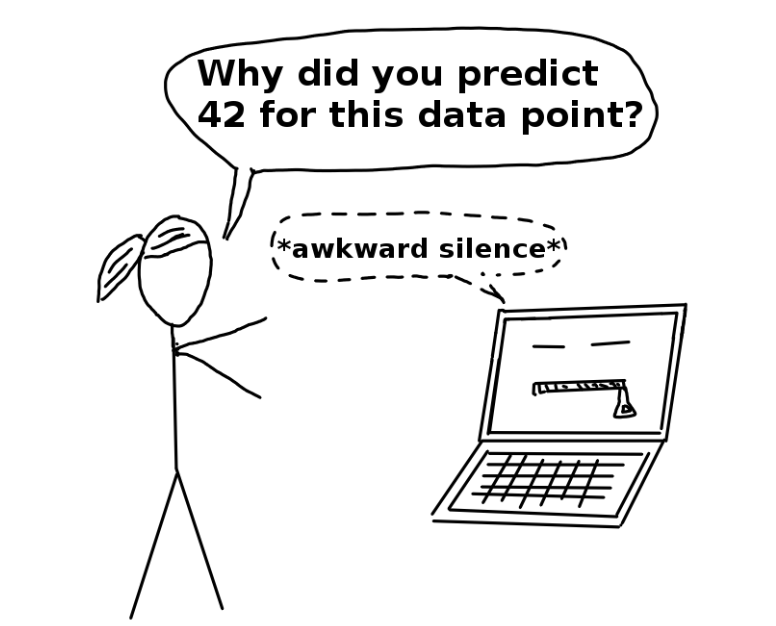 Why did you predict
42 for this data point?
*awkward silence*